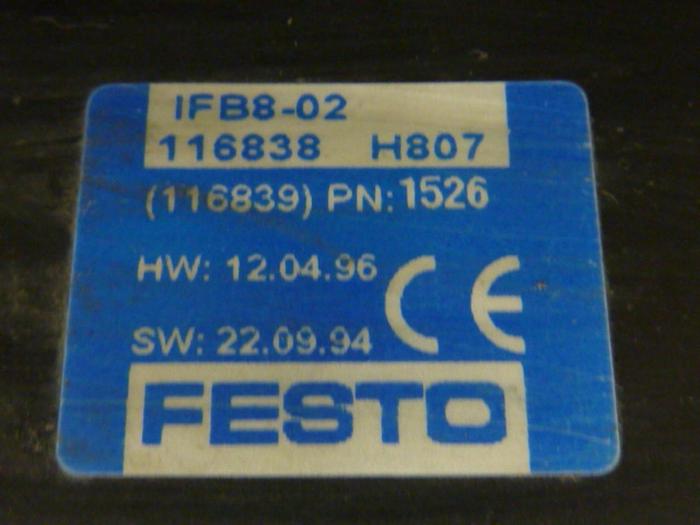 IFB8-02
116838 H807
(116839) PN:1526
HW: 12.04.96
SW: 22.09.94
CE
FESTO